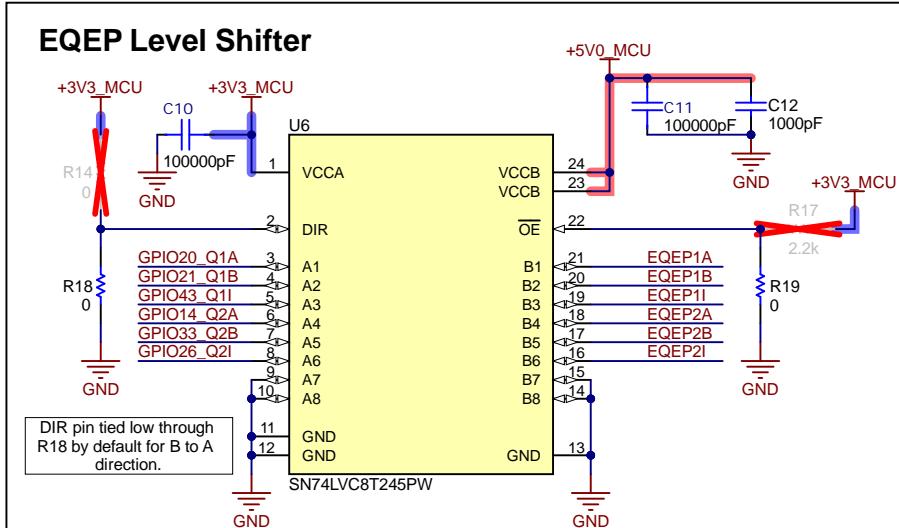 EQEP Level Shifter
+3V3_MCU
C10
100000pF
GND
+3V3_MCU
+5V0_MCU
C11
100000pF
C12
1000pF
GND
R14
0
R18
0
GND
U6
1 VCCA
VCCB 24
VCCB 23
2 DIR
OE 22
GPIO20_Q1A 3 A1
B1 21 EQEP1A
GPIO21_Q1B 4 A2
B2 20 EQEP1B
GPIO43_Q1I 5 A3
B3 19 EQEP1I
GPIO14_Q2A 6 A4
B4 18 EQEP2A
GPIO33_Q2B 7 A5
B5 17 EQEP2B
GPIO26_Q2I 8 A6
B6 16 EQEP2I
9 A7
B7 15
10 A8
B8 14
11 GND
12 GND
GND 13
SN74LVC8T245PW
GND
GND
+3V3_MCU
R17
2.2k
R19
0
GND
DIR pin tied low through
R18 by default for B to A
direction.